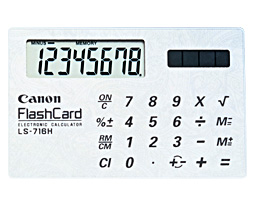 MINUS MEMORY
12345678.
Canon
FlashCard
ELECTRONIC CALCULATOR
LS-716H
ON/C 7 8 9 X √
%± 4 5 6 ÷ M=
RM/CM 1 2 3 - M±
CI 0 · +⇄- + =